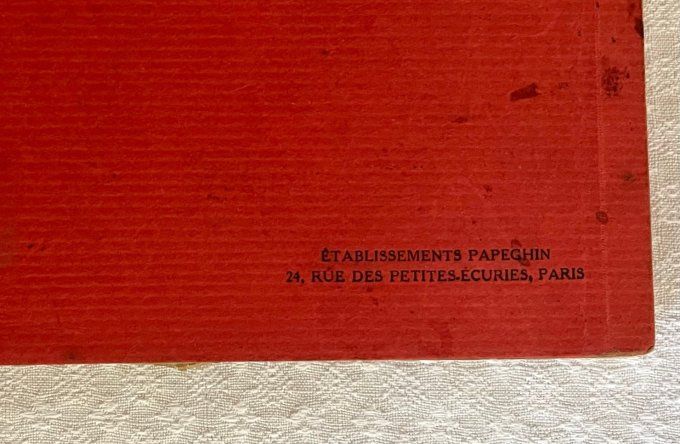 ÉTABLISSEMENTS PAPEGHIN
24, RUE DES PETITES-ÉCURIES, PARIS